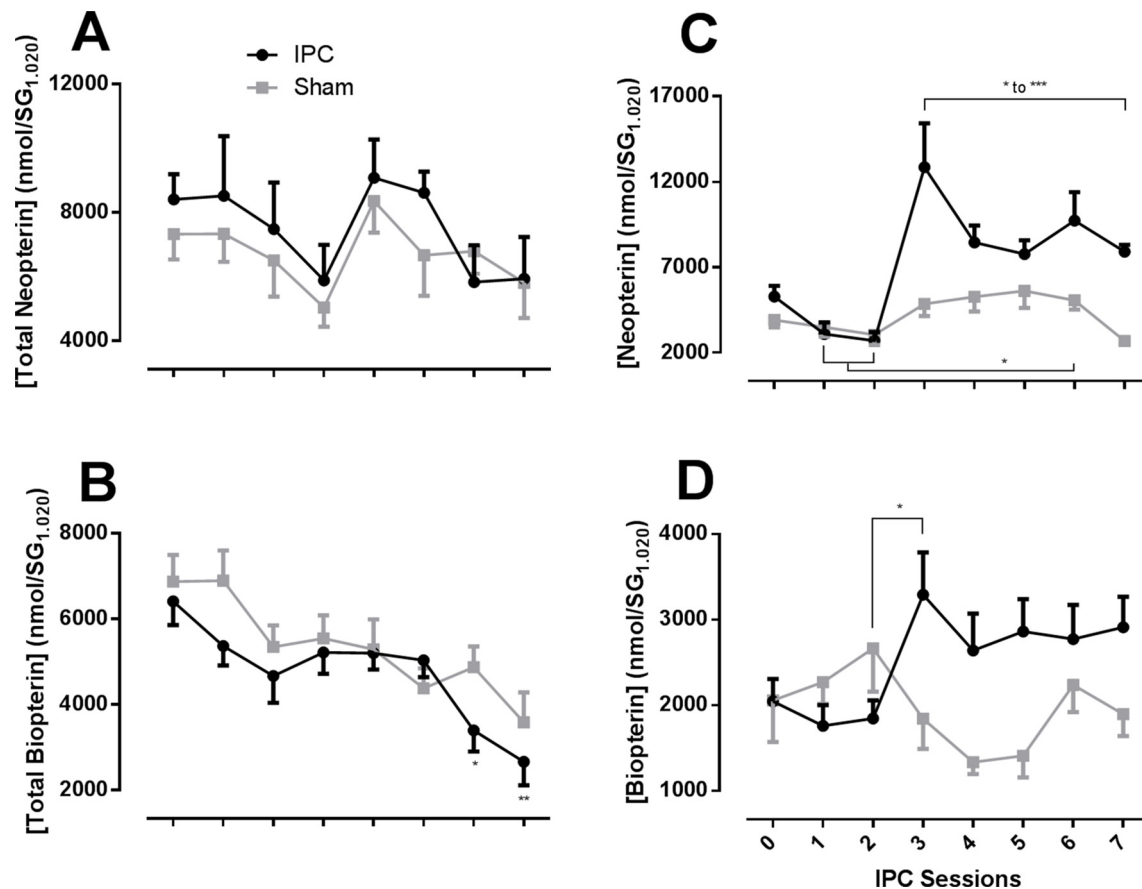 A
IPC
Sham
[Total Neopterin] (nmol/SG1.020)
12000
8000
4000
B
[Total Biopterin] (nmol/SG1.020)
8000
6000
4000
2000
*
**
C
[Neopterin] (nmol/SG1.020)
17000
12000
7000
2000
* to ***
*
D
[Biopterin] (nmol/SG1.020)
4000
3000
2000
1000
*
0 1 2 3 4 5 6 7
IPC Sessions